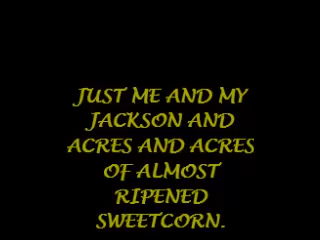 JUST ME AND MY
JACKSON AND
ACRES AND ACRES
OF ALMOST
RIPENED
SWEETCORN.